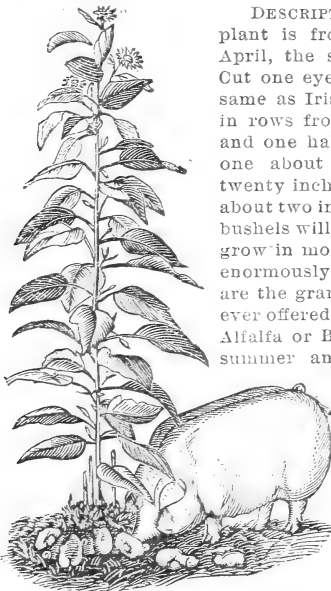 DESCRIPT
plant is fro
April, the s
Cut one eye
same as Iris
in rows from
and one ha
one about
twenty inch
about two in
bushels will
grow in mo
enormously
are the gran
ever offered
Alfalfa or B
summer an